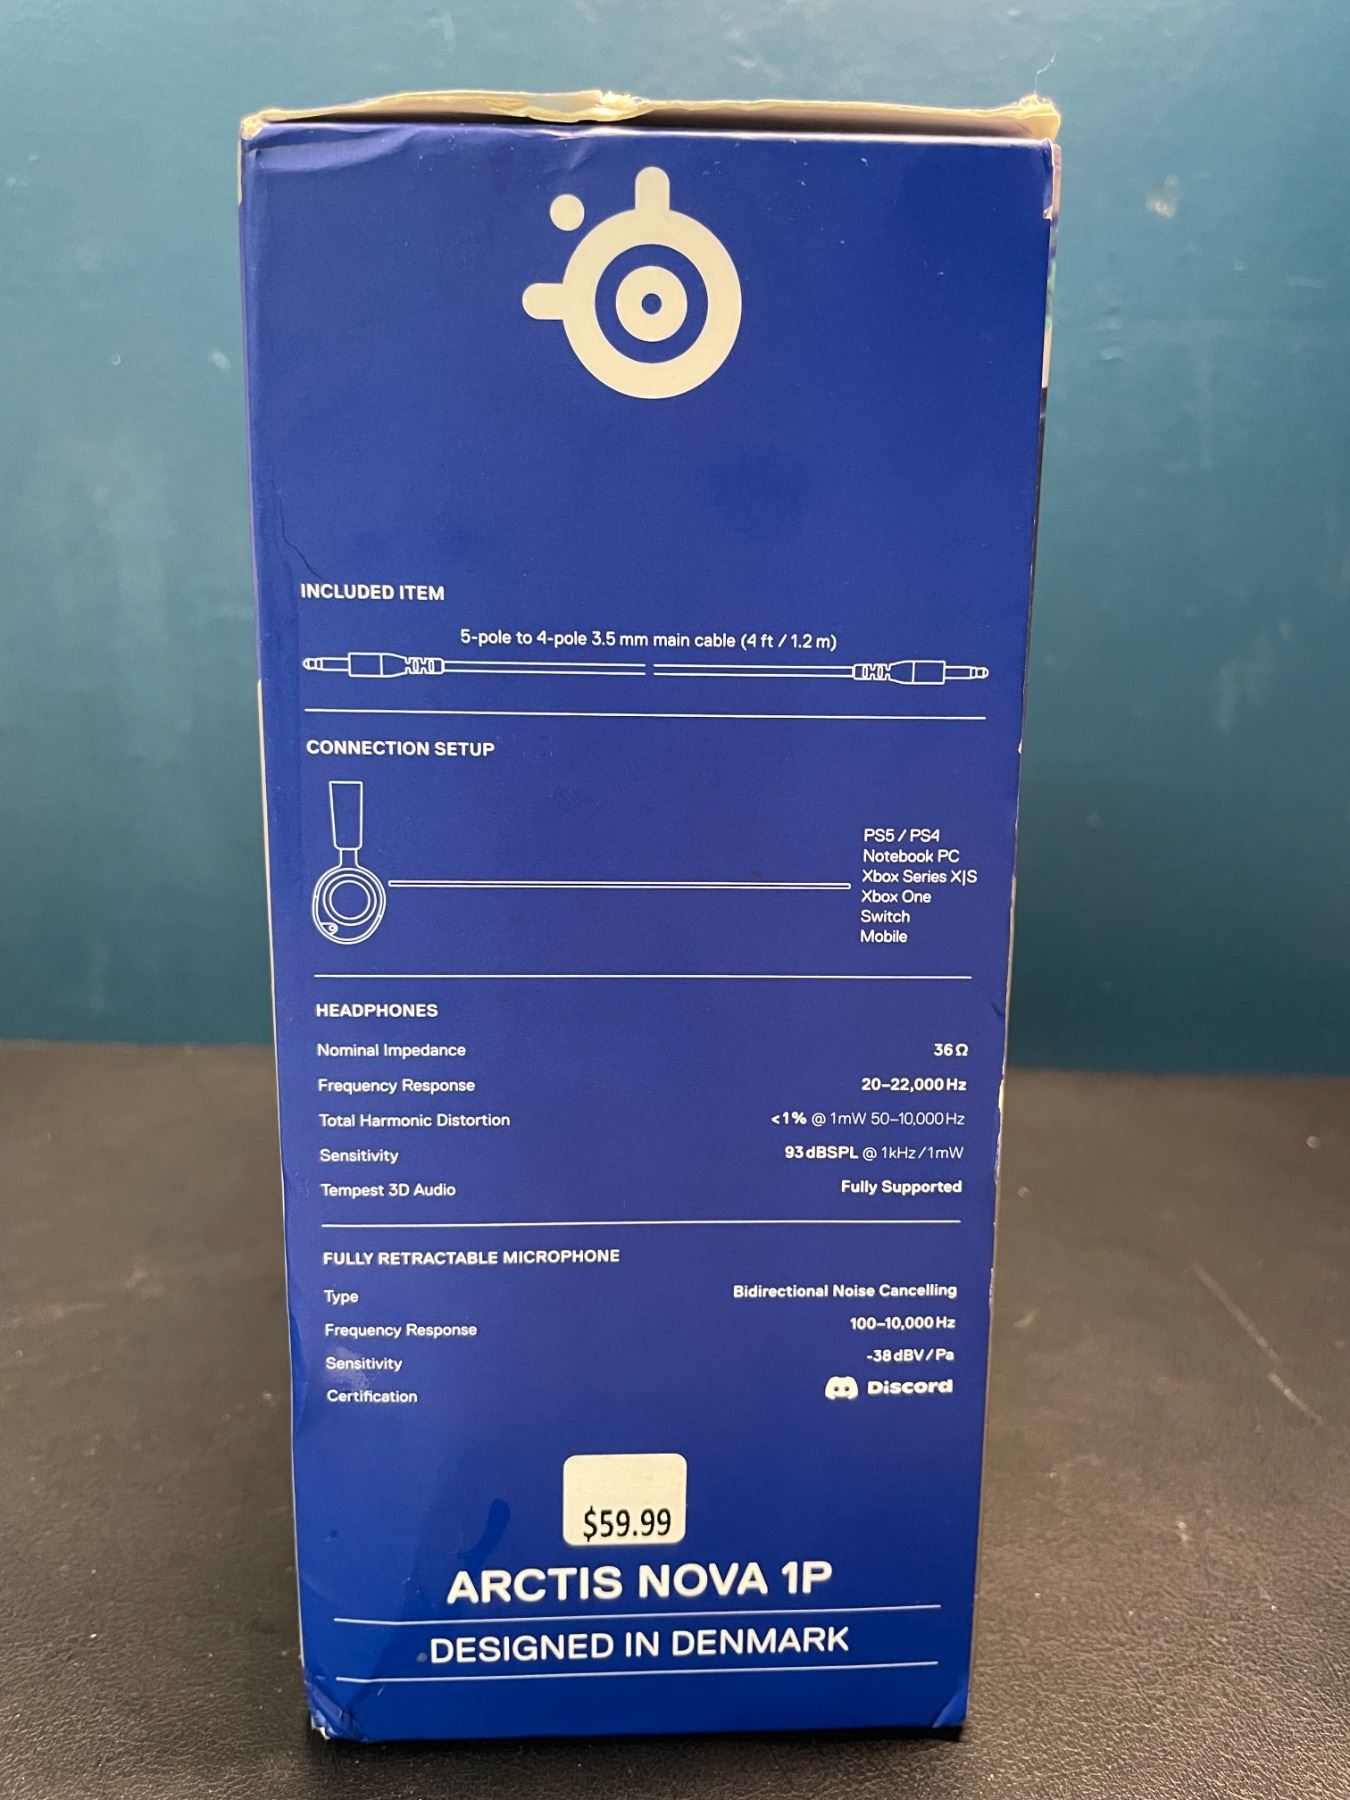 INCLUDED ITEM
5-pole to 4-pole 3.5 mm main cable (4 ft / 1.2 m)
CONNECTION SETUP
PS5 / PS4
Notebook PC
Xbox Series X|S
Xbox One
Switch
Mobile
HEADPHONES
Nominal Impedance 36 Ω
Frequency Response 20–22,000 Hz
Total Harmonic Distortion <1% @ 1mW 50–10,000 Hz
Sensitivity 93 dBSPL @ 1kHz / 1mW
Tempest 3D Audio Fully Supported
FULLY RETRACTABLE MICROPHONE
Type Bidirectional Noise Cancelling
Frequency Response 100–10,000 Hz
Sensitivity -38 dBV / Pa
Certification Discord
$59.99
ARCTIS NOVA 1P
DESIGNED IN DENMARK